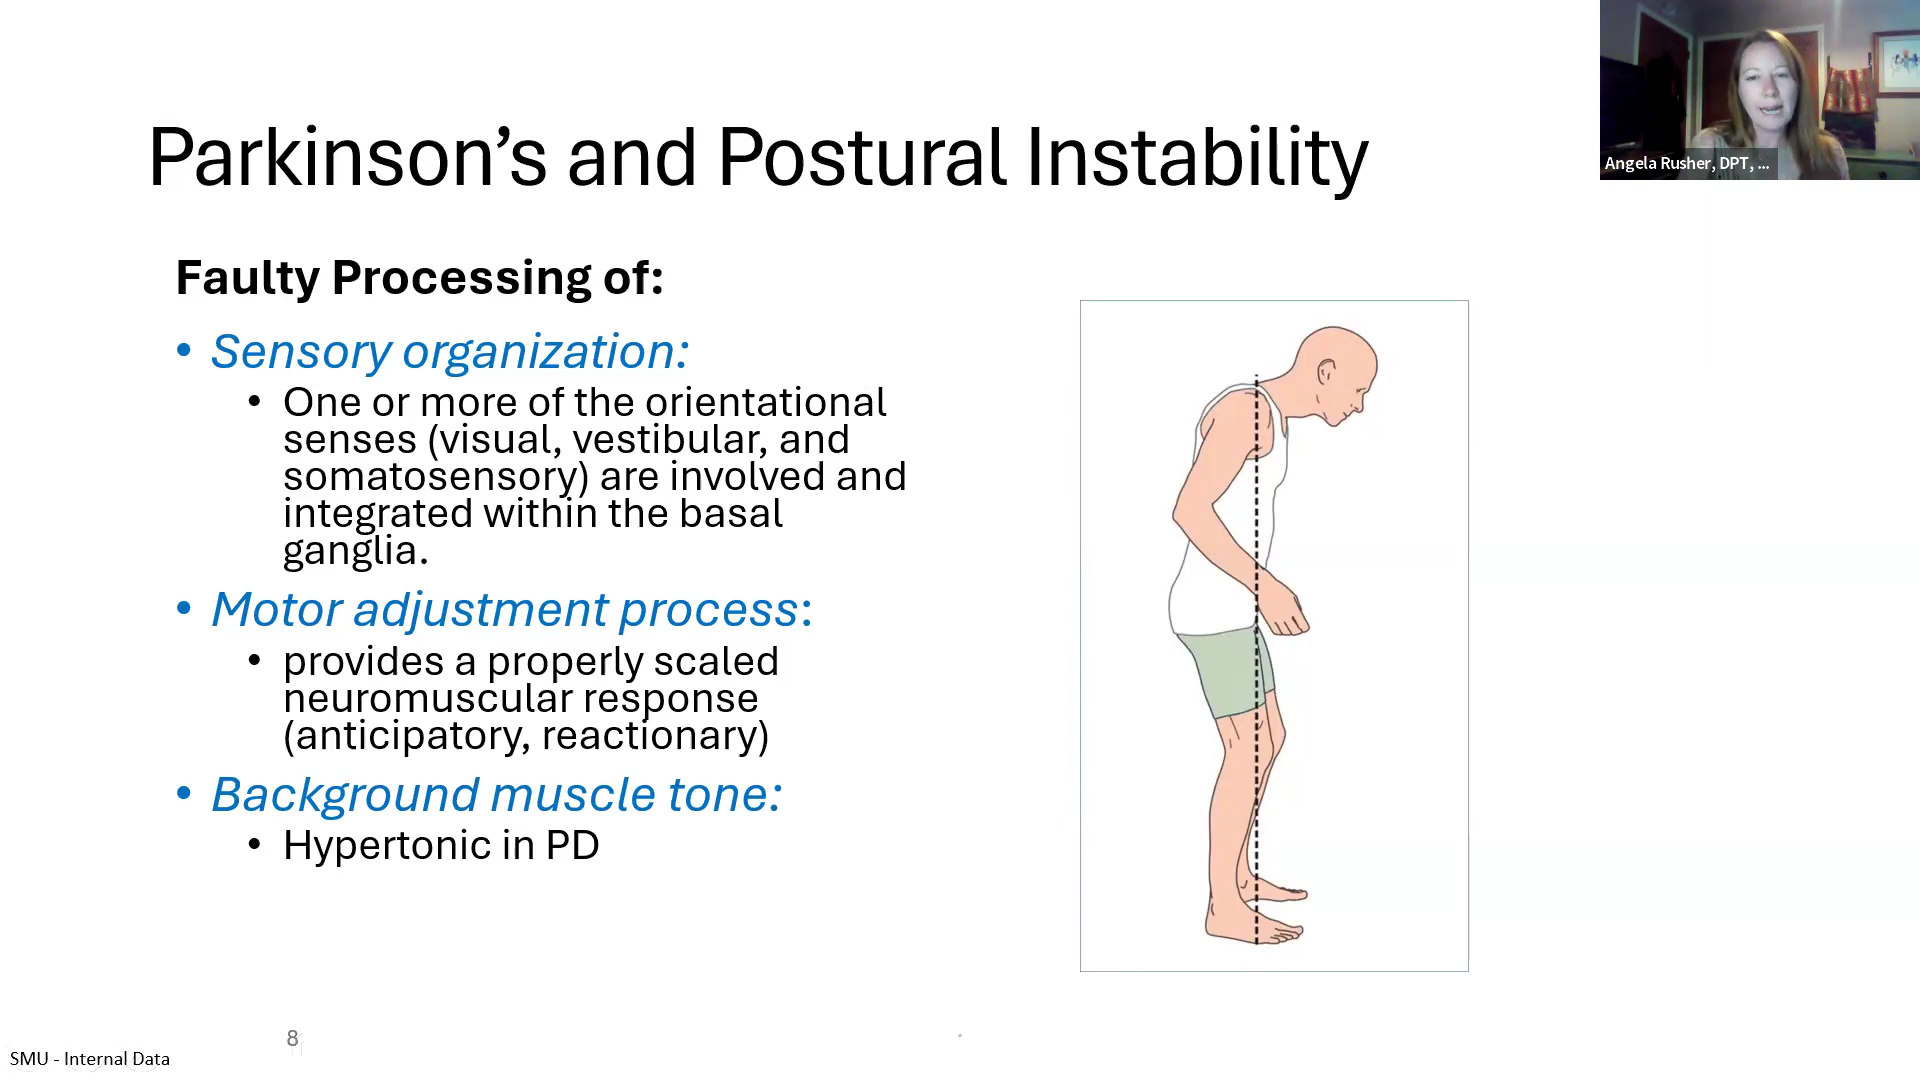 Parkinson’s and Postural Instability
Angela Rusher, DPT, ...
Faulty Processing of:
• Sensory organization:
• One or more of the orientational
senses (visual, vestibular, and
somatosensory) are involved and
integrated within the basal
ganglia.
• Motor adjustment process:
• provides a properly scaled
neuromuscular response
(anticipatory, reactionary)
• Background muscle tone:
• Hypertonic in PD
8
SMU - Internal Data